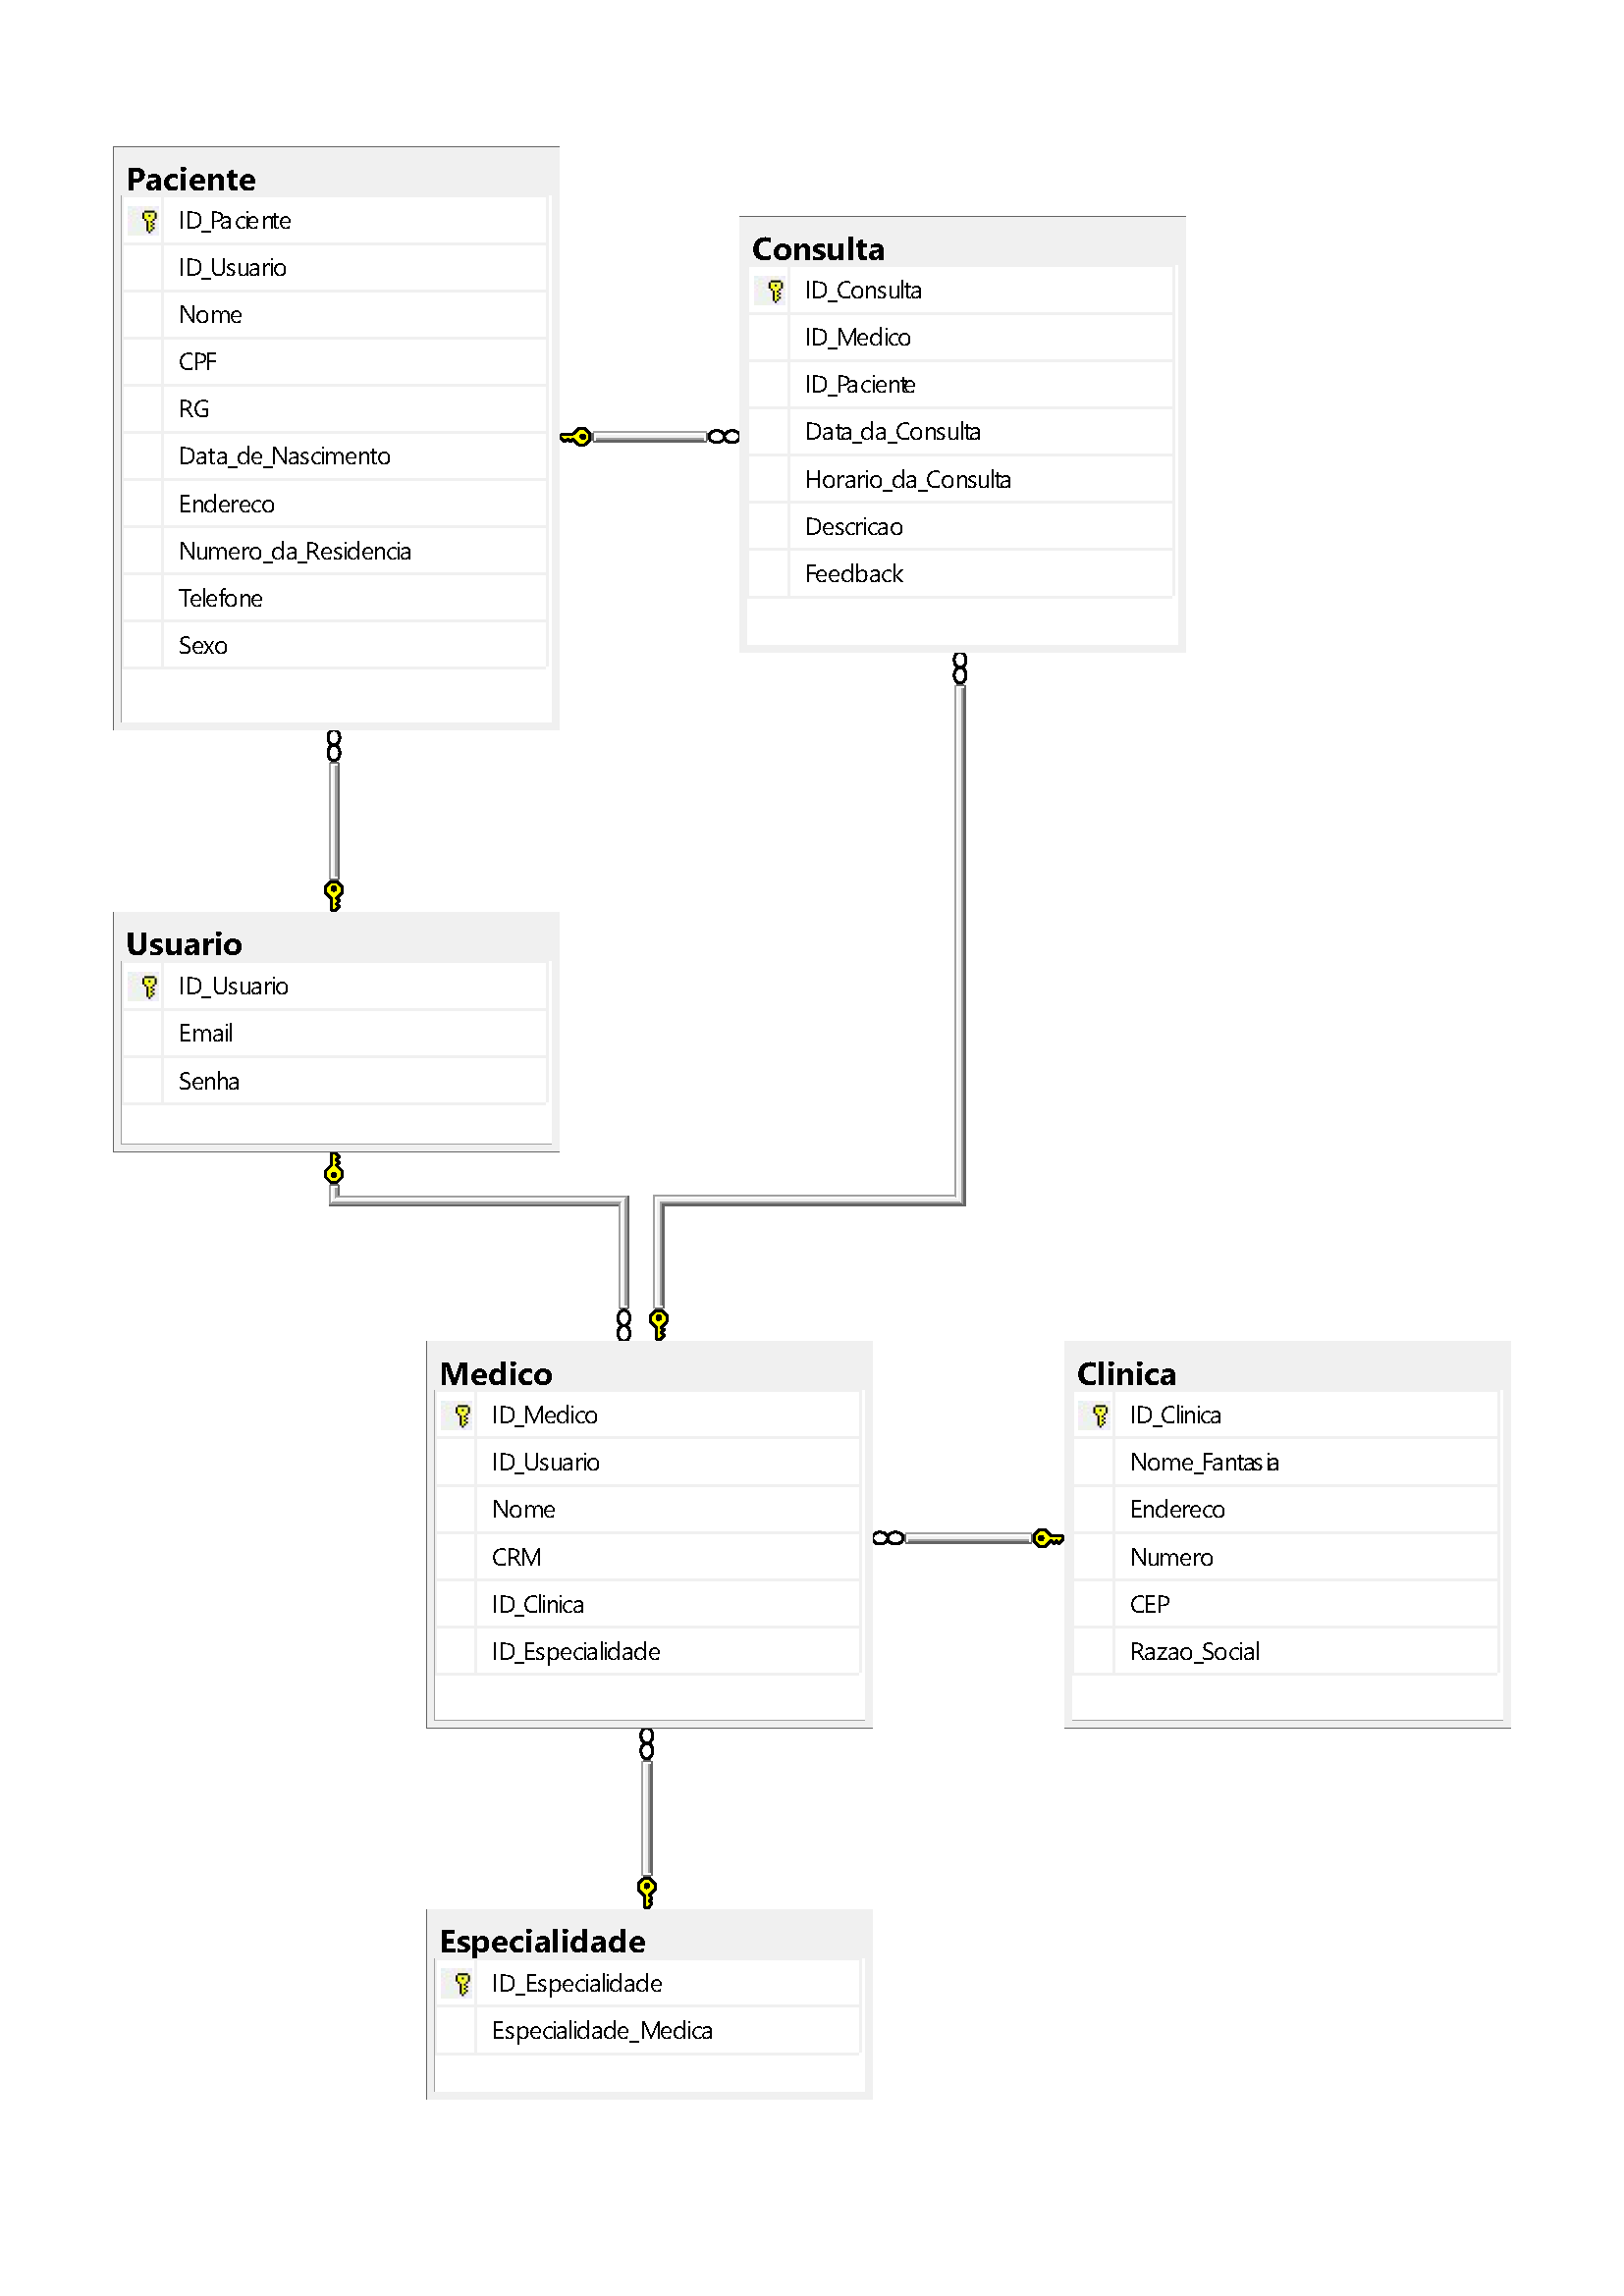 Paciente
ID_Paciente
ID_Usuario
Nome
CPF
RG
Data_de_Nascimento
Endereco
Numero_da_Residencia
Telefone
Sexo
Consulta
ID_Consulta
ID_Medico
ID_Paciente
Data_da_Consulta
Horario_da_Consulta
Descricao
Feedback
Usuario
ID_Usuario
Email
Senha
Medico
ID_Medico
ID_Usuario
Nome
CRM
ID_Clinica
ID_Especialidade
Clinica
ID_Clinica
Nome_Fantasia
Endereco
Numero
CEP
Razao_Social
Especialidade
ID_Especialidade
Especialidade_Medica